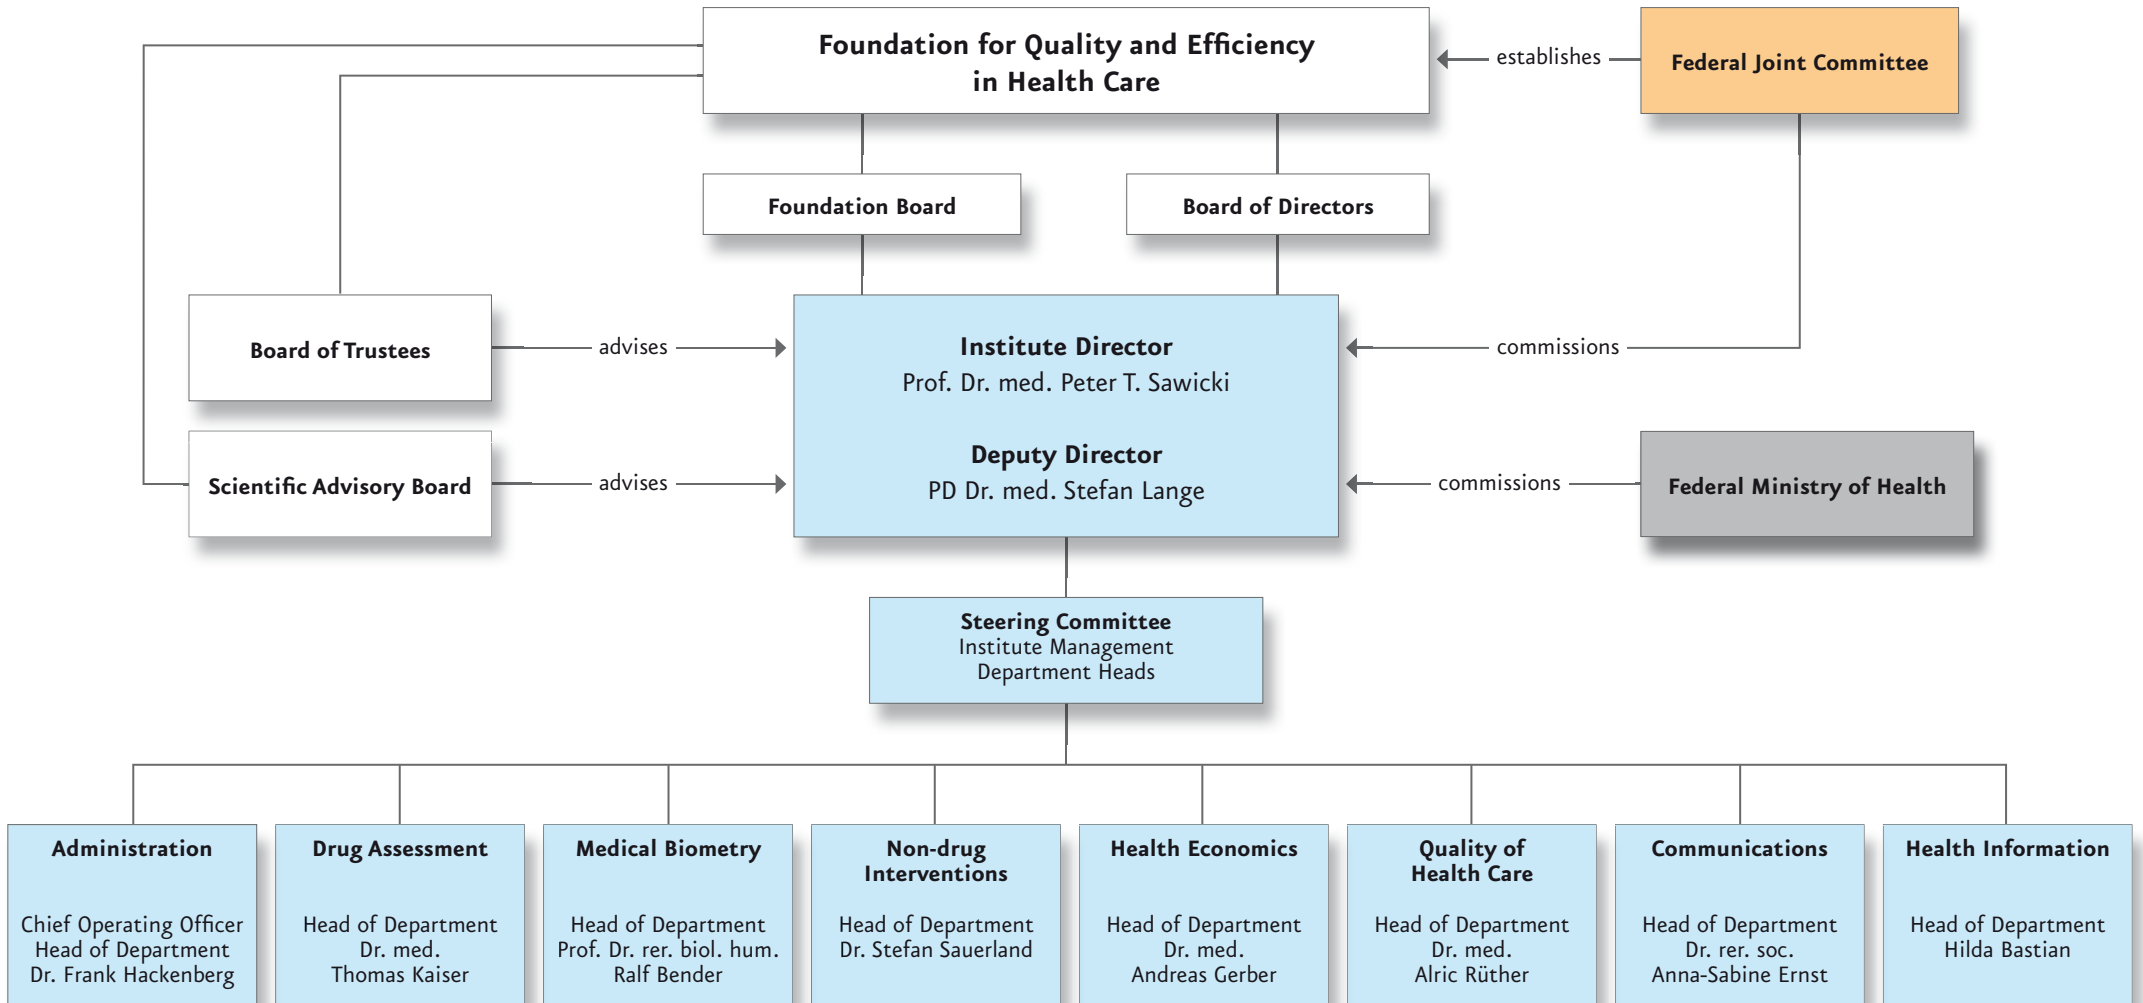 Foundation for Quality and Efficiency
in Health Care
establishes
Federal Joint Committee
Foundation Board
Board of Directors
Board of Trustees
advises
Institute Director
Prof. Dr. med. Peter T. Sawicki
commissions
Scientific Advisory Board
advises
Deputy Director
PD Dr. med. Stefan Lange
commissions
Federal Ministry of Health
Steering Committee
Institute Management
Department Heads
Administration
Chief Operating Officer
Head of Department
Dr. Frank Hackenberg
Drug Assessment
Head of Department
Dr. med.
Thomas Kaiser
Medical Biometry
Head of Department
Prof. Dr. rer. biol. hum.
Ralf Bender
Non-drug
Interventions
Head of Department
Dr. Stefan Sauerland
Health Economics
Head of Department
Dr. med.
Andreas Gerber
Quality of
Health Care
Head of Department
Dr. med.
Alric Rüther
Communications
Head of Department
Dr. rer. soc.
Anna-Sabine Ernst
Health Information
Head of Department
Hilda Bastian